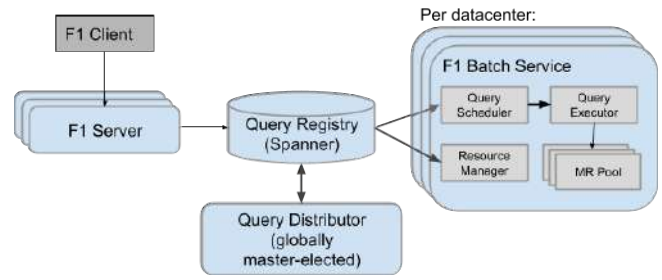 Per datacenter:
F1 Client
F1 Server
Query Registry
(Spanner)
Query Distributor
(globally
master-elected)
F1 Batch Service
Query
Scheduler
Query
Executor
Resource
Manager
MR Pool